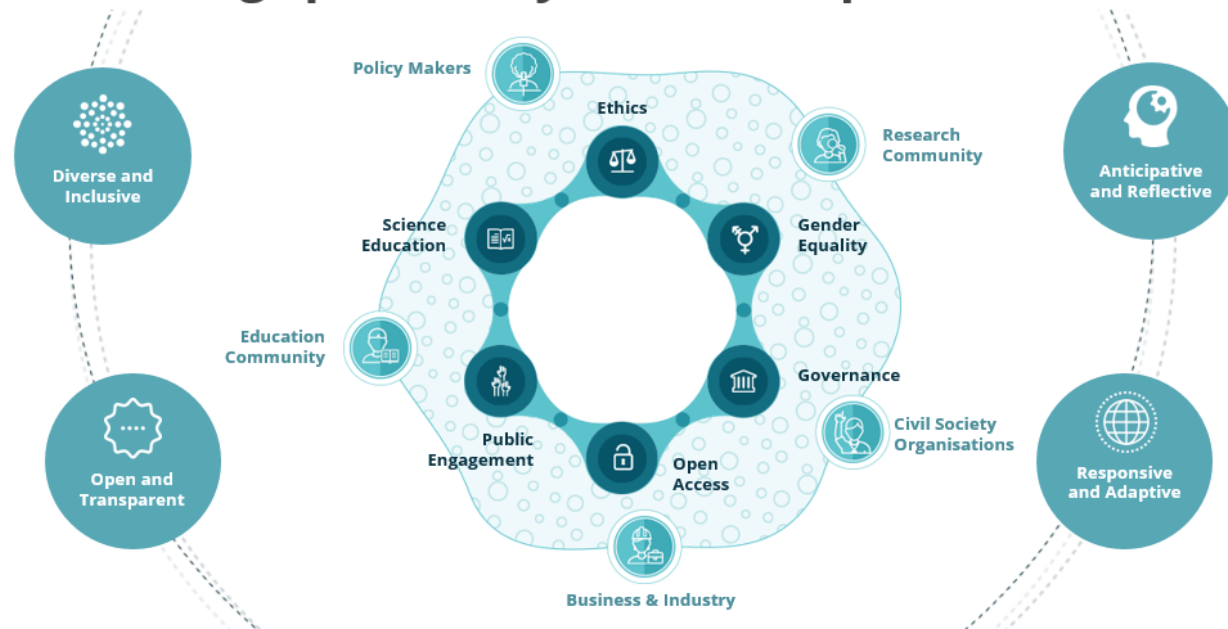 Policy Makers
Ethics
Research
Community
Diverse and
Inclusive
Anticipative
and Reflective
Science
Education
Gender
Equality
Education
Community
Governance
Civil Society
Organisations
Public
Engagement
Open
Access
Open and
Transparent
Responsive
and Adaptive
Business & Industry